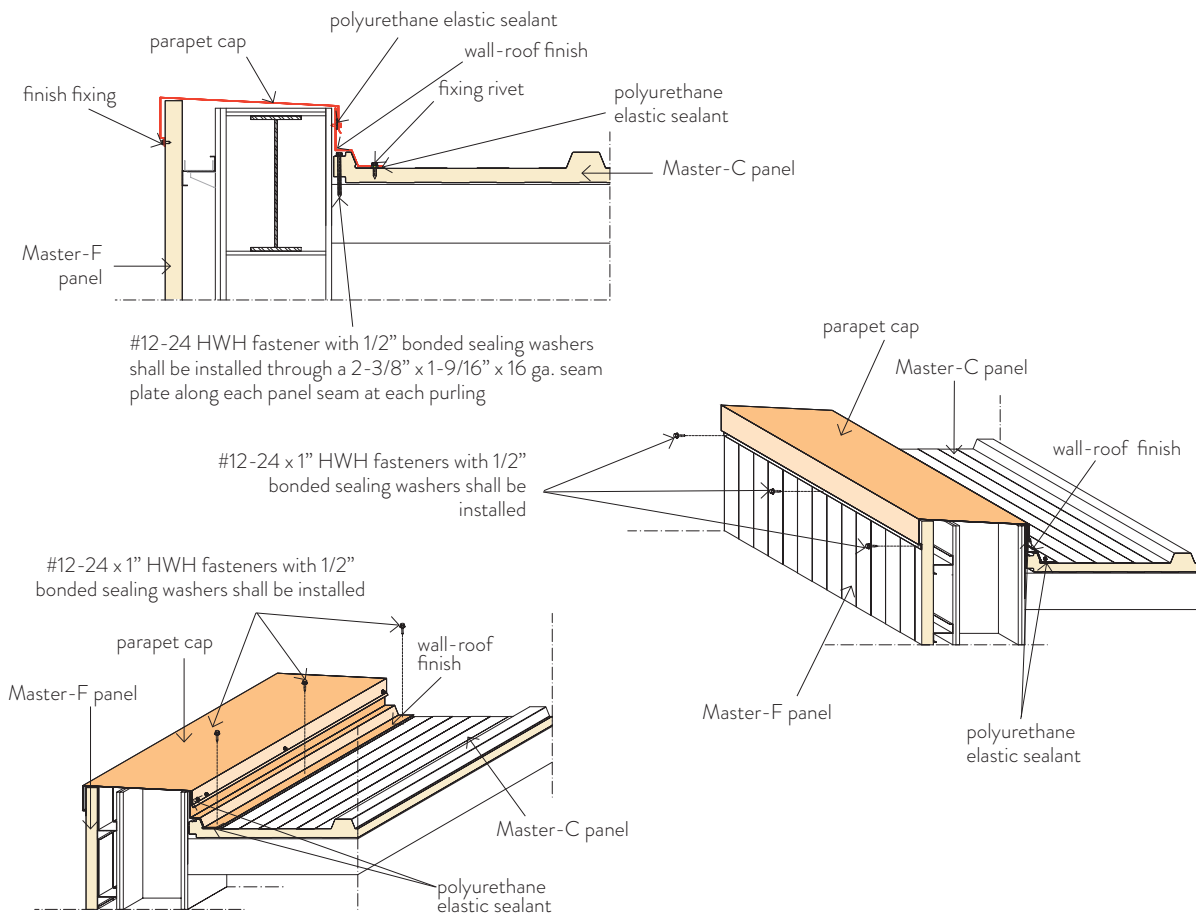 polyurethane elastic sealant
parapet cap
wall-roof finish
finish fixing
fixing rivet
polyurethane
elastic sealant
Master-C panel
Master-F
panel
#12-24 HWH fastener with 1/2” bonded sealing washers
shall be installed through a 2-3/8” x 1-9/16” x 16 ga. seam
plate along each panel seam at each purling
parapet cap
Master-C panel
wall-roof finish
#12-24 x 1” HWH fasteners with 1/2”
bonded sealing washers shall be
installed
Master-F panel
polyurethane
elastic sealant
#12-24 x 1” HWH fasteners with 1/2”
bonded sealing washers shall be installed
parapet cap
wall-roof
finish
Master-F panel
Master-C panel
polyurethane
elastic sealant